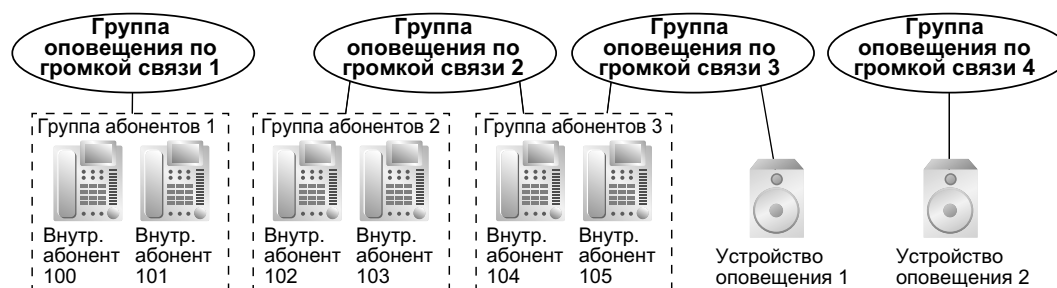 Группа
оповещения по
громкой связи 1
Группа
оповещения по
громкой связи 2
Группа
оповещения по
громкой связи 3
Группа
оповещения по
громкой связи 4
Группа абонентов 1
Группа абонентов 2
Группа абонентов 3
Внутр.
абонент
100
Внутр.
абонент
101
Внутр.
абонент
102
Внутр.
абонент
103
Внутр.
абонент
104
Внутр.
абонент
105
Устройство
оповещения 1
Устройство
оповещения 2